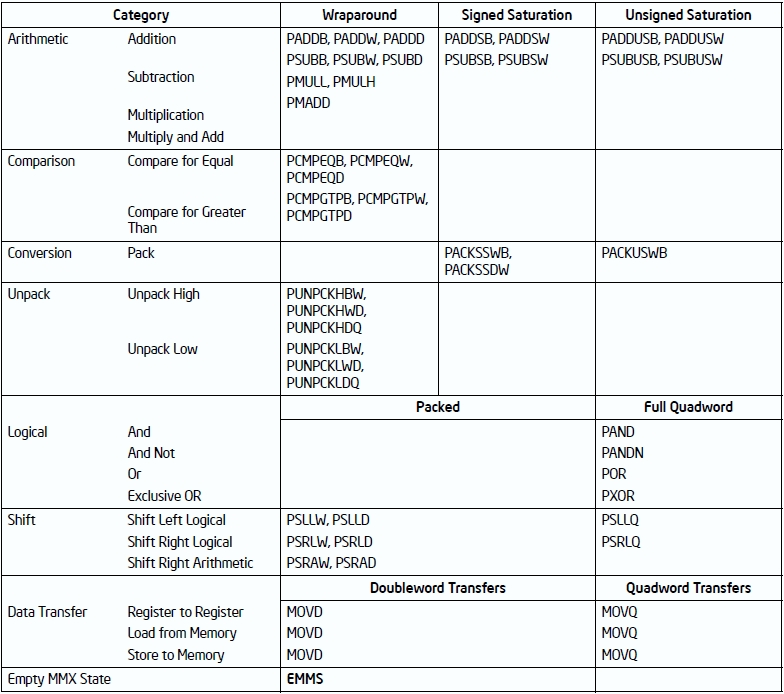 Category Wraparound Signed Saturation Unsigned Saturation
Arithmetic Addition PADDB, PADDW, PADDD PADDSB, PADDSW PADDUSB, PADDUSW
PSUBB, PSUBW, PSUBD PSUBSB, PSUBSW PSUBUSB, PSUBUSW
Subtraction PMULL, PMULH
PMADD
Multiplication
Multiply and Add
Comparison Compare for Equal PCMPEQB, PCMPEQW,
PCMPEQD
PCMPGTPB, PCMPGTPW,
Compare for Greater PCMPGTPD
Than
Conversion Pack PACKSSWB, PACKUSWB
PACKSSDW
Unpack Unpack High PUNPCKHBW,
PUNPCKHWD,
PUNPCKHDQ
Unpack Low PUNPCKLBW,
PUNPCKLWD,
PUNPCKLDQ
Packed Full Quadword
Logical And PAND
And Not PANDN
Or POR
Exclusive OR PXOR
Shift Shift Left Logical PSLLW, PSLLD PSLLQ
Shift Right Logical PSRLW, PSRLD PSRLQ
Shift Right Arithmetic PSRAW, PSRAD
Doubleword Transfers Quadword Transfers
Data Transfer Register to Register MOVD MOVQ
Load from Memory MOVD MOVQ
Store to Memory MOVD MOVQ
Empty MMX State EMMS